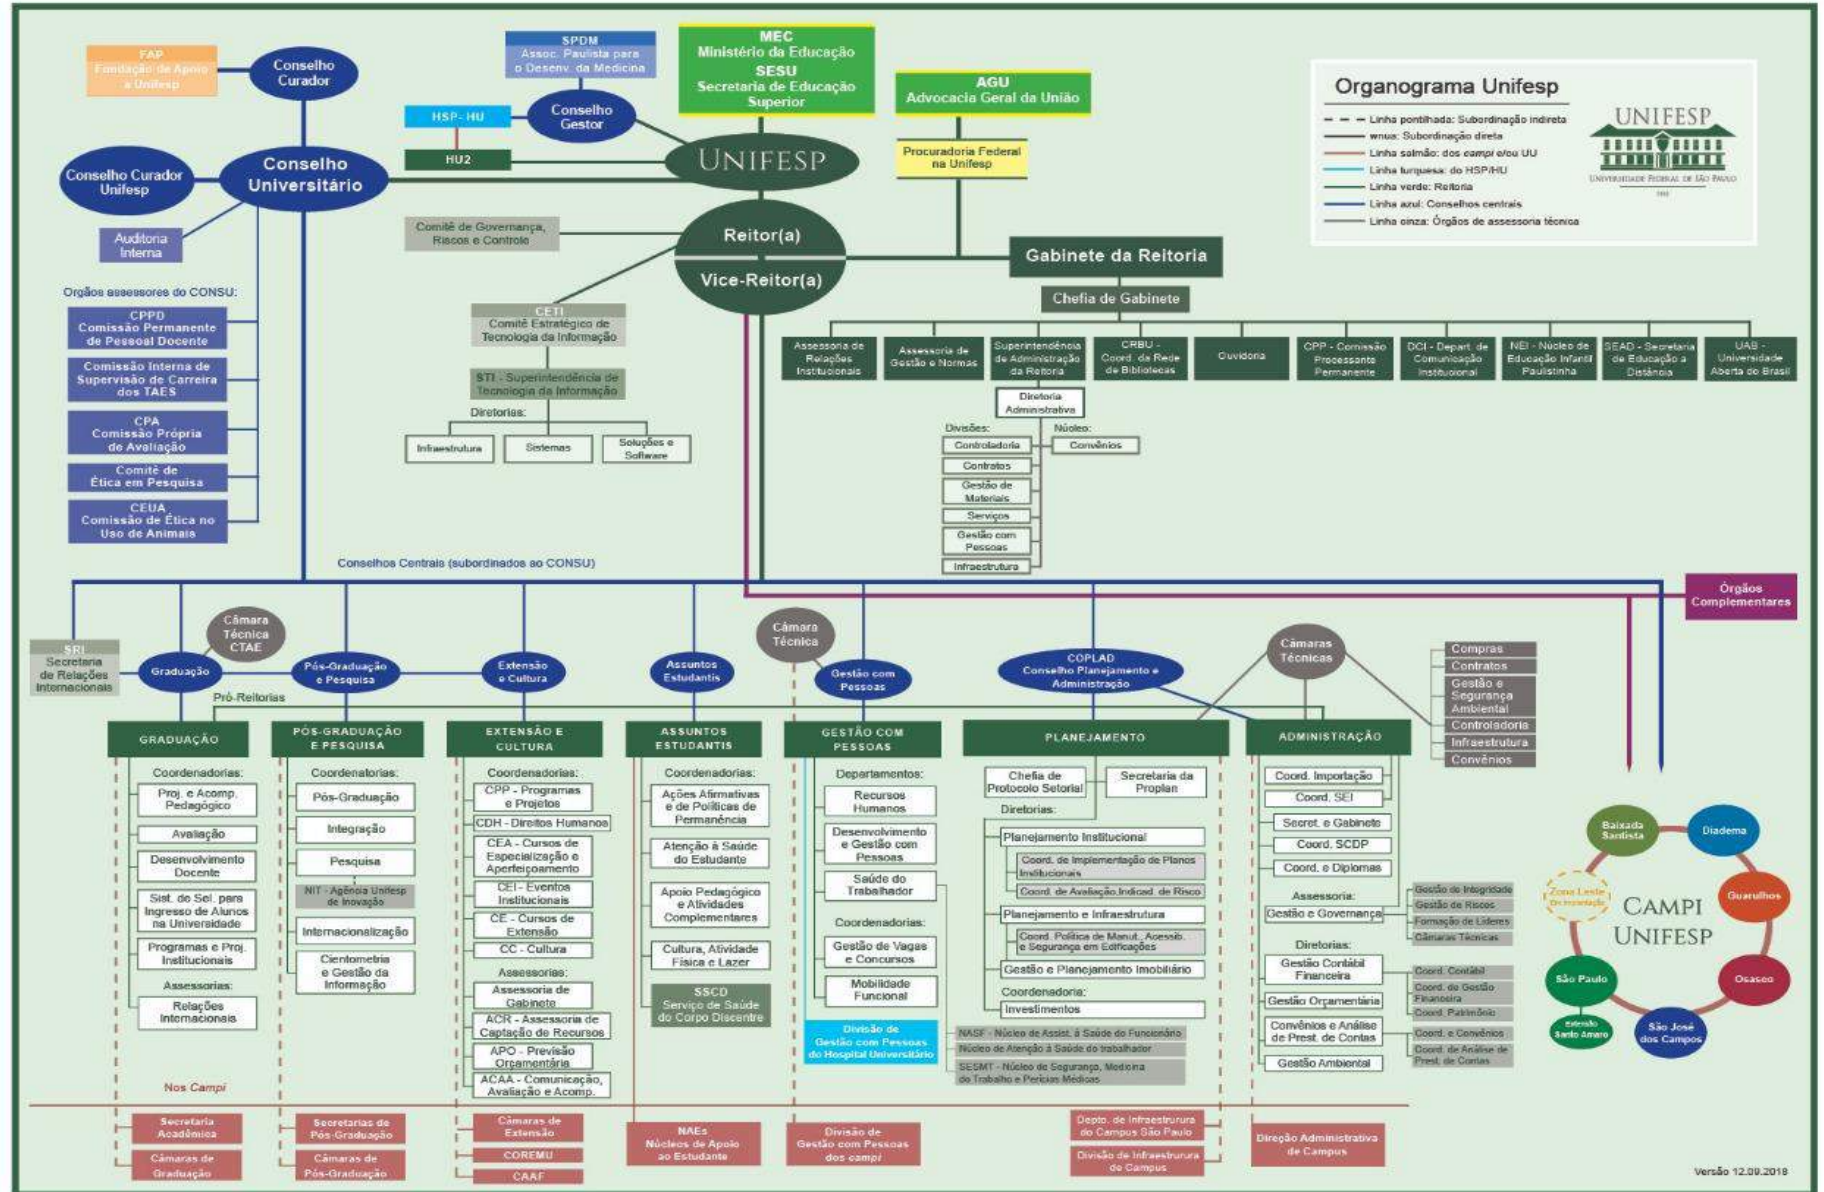 FAP
Fundação de Apoio
a Unifesp
Conselho
Curador
SPDM
Assoc. Paulista para
o Desenv. da Medicina
MEC
Ministério da Educação
SESU
Secretaria de Educação
Superior
AGU
Advocacia Geral da União
HSP- HU
Conselho
Gestor
HU2
UNIFESP
Procuradoria Federal
na Unifesp
Conselho Curador
Unifesp
Conselho
Universitário
Auditoria
Interna
Organograma Unifesp
Linha pontilhada: Subordinação indireta
wnua: Subordinação direta
Linha salmão: dos campi e/ou UU
Linha turquesa: do HSP/HU
Linha verde: Reitoria
Linha azul: Conselhos centrais
Linha cinza: Órgãos de assessoria técnica
UNIFESP
UNIVERSIDADE FEDERAL DE SÃO PAULO
Comitê de Governança,
Riscos e Controle
Reitor(a)
Vice-Reitor(a)
Gabinete da Reitoria
Chefia de Gabinete
Orgãos assessores do CONSU:
CPPD
Comissão Permanente
de Pessoal Docente
Comissão Interna de
Supervisão de Carreira
dos TAES
CPA
Comissão Própria
de Avaliação
Comitê de
Ética em Pesquisa
CEUA
Comissão de Ética no
Uso de Animais
CETI
Comitê Estratégico de
Tecnologia da Informação
STI - Superintendência de
Tecnologia da Informação
Diretorias:
Infraestrutura
Sistemas
Soluções e
Software
Assessoria de
Relações
Institucionais
Assessoria de
Gestão e Normas
Superintendência
de Administração
da Reitoria
CRBU -
Coord. da Rede
de Bibliotecas
Ouvidoria
CPP - Comissão
Processante
Permanente
DCI - Depart. de
Comunicação
Institucional
NEI - Núcleo de
Educação Infantil
Paulistinha
SEAD - Secretaria
de Educação a
Distância
UAB -
Universidade
Aberta do Brasil
Diretoria
Administrativa
Divisões:
Núcleo:
Controladoria
Convênios
Contratos
Gestão de
Materiais
Serviços
Gestão com
Pessoas
Infraestrutura
Conselhos Centrais (subordinados ao CONSU)
Órgãos
Complementares
SRI
Secretaria
de Relações
Internacionais
Câmara
Técnica
CTAE
Graduação
Pós-Graduação
e Pesquisa
Extensão
e Cultura
Assuntos
Estudantis
Câmara
Técnica
Gestão com
Pessoas
COPLAD
Conselho Planejamento e
Administração
Câmaras
Técnicas
Compras
Contratos
Gestão e
Segurança
Ambiental
Controladoria
Infraestrutura
Convênios
Pró-Reitorias
GRADUAÇÃO
Coordenadorias:
Proj. e Acomp.
Pedagógico
Avaliação
Desenvolvimento
Docente
Sist. de Sel. para
Ingresso de Alunos
na Universidade
Programas e Proj.
Institucionais
Assessorias:
Relações
Internacionais
PÓS-GRADUAÇÃO
E PESQUISA
Coordenatorias:
Pós-Graduação
Integração
Pesquisa
NIT - Agência Unifesp
de Inovação
Internacionalização
Cientometria
e Gestão da
Informação
EXTENSÃO E
CULTURA
Coordenadorias:
CPP - Programas
e Projetos
CDH - Direitos Humanos
CEA - Cursos de
Especialização e
Aperfeiçoamento
CEI - Eventos
Institucionais
CE - Cursos de
Extensão
CC - Cultura
Assessorias:
Assessoria de
Gabinete
ACR - Assessoria de
Captação de Recursos
APO - Previsão
Orçamentária
ACAA - Comunicação,
Avaliação e Acomp.
ASSUNTOS
ESTUDANTIS
Coordenadorias:
Ações Afirmativas
e de Políticas de
Permanência
Atenção à Saúde
do Estudante
Apoio Pedagógico
e Atividades
Complementares
Cultura, Atividade
Física e Lazer
SSCD
Serviço de Saúde
do Corpo Discentre
GESTÃO COM
PESSOAS
Departamentos:
Recursos
Humanos
Desenvolvimento
e Gestão com
Pessoas
Saúde do
Trabalhador
Coordenadorias:
Gestão de Vagas
e Concursos
Mobilidade
Funcional
Divisão de
Gestão com Pessoas
do Hospital Universitário
PLANEJAMENTO
Chefia de
Protocolo Setorial
Secretaria da
Proplan
Diretorias:
Planejamento Institucional
Coord. de Implementação de Planos
Institucionais
Coord. de Avaliação,Indicad. de Risco
Planejamento e Infraestrutura
Coord. Política de Manut., Acessib.
e Segurança em Edificações
Gestão e Planejamento Imobiliário
Coordenadoria:
Investimentos
NASF - Núcleo de Assist. à Saúde do Funcionário
Núcleo de Atenção à Saúde do trabalhador
SESMT - Núcleo de Segurança, Medicina
do Trabalho e Perícias Médicas
ADMINISTRAÇÃO
Coord. Importação
Coord. SEI
Secret. e Gabinete
Coord. SCDP
Coord. e Diplomas
Assessoria:
Gestão e Governança
Gestão de Integridade
Gestão de Riscos
Formação de Líderes
Câmaras Técnicas
Diretorias:
Gestão Contábil
Financeira
Coord. Contábil
Coord. de Gestão
Financeira
Coord. Patrimônio
Gestão Orçamentária
Convênios e Análise
de Prest. de Contas
Coord. e Convênios
Coord. de Análise de
Prest. de Contas
Gestão Ambiental
Baixada
Santista
Diadema
Zona Leste
Guarulhos
CAMPI
UNIFESP
São Paulo
Osasco
Extensão
Santo Amaro
São José
dos Campos
Nos Campi
Secretaria
Acadêmica
Câmaras de
Graduação
Secretarias de
Pós-Graduação
Câmaras de
Pós-Graduação
Câmaras de
Extensão
COREMU
CAAF
NAEs
Núcleos de Apoio
ao Estudante
Divisão de
Gestão com Pessoas
dos campi
Depto. de Infraestrurura
do Campus São Paulo
Divisão de Infraestrurura
de Campus
Direção Administrativa
de Campus
Versão 12.09.2018